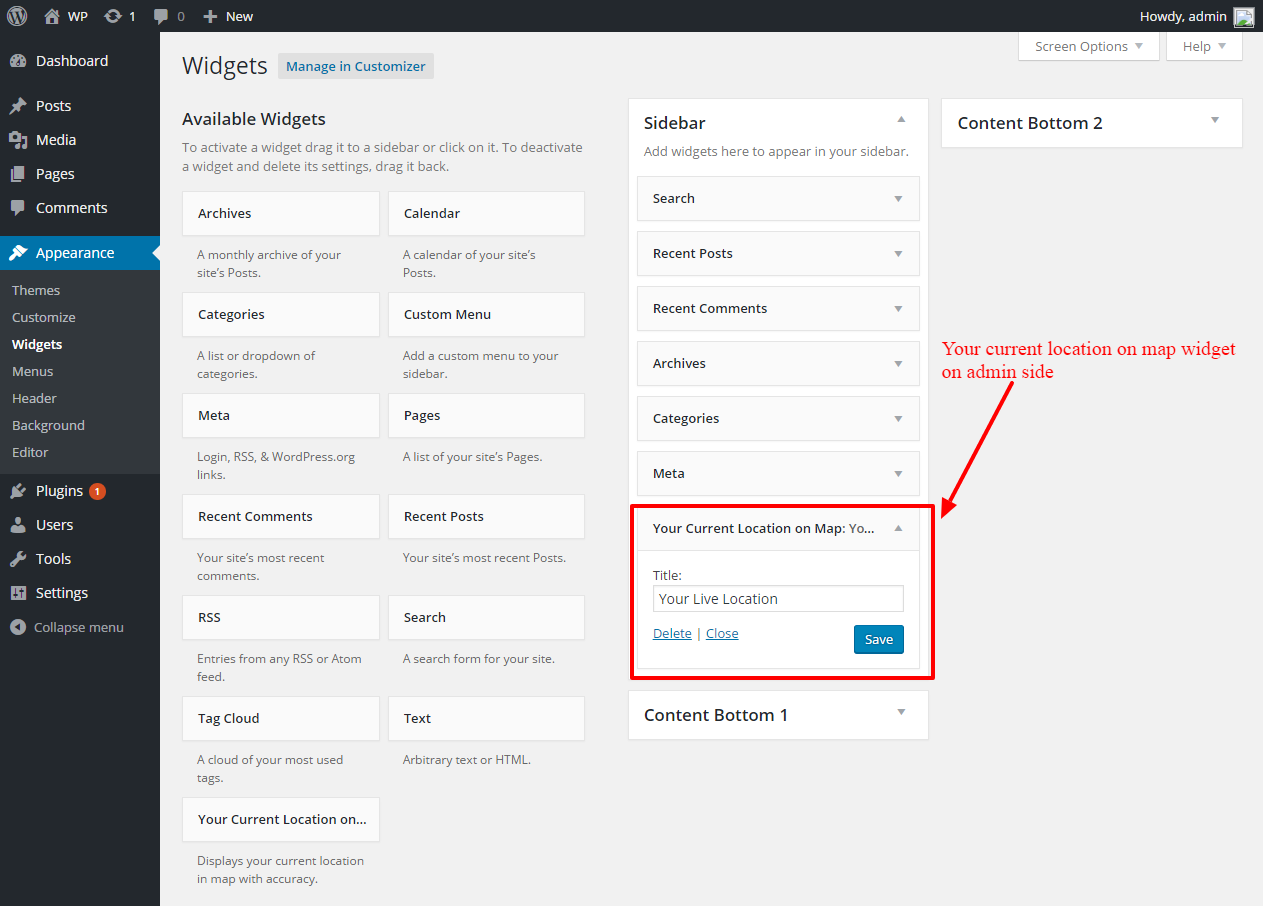 WP
1
0
New
Howdy, admin
Dashboard
Posts
Media
Pages
Comments
Appearance
Themes
Customize
Widgets
Menus
Header
Background
Editor
Plugins 1
Users
Tools
Settings
Collapse menu
Screen Options
Help
Widgets
Manage in Customizer
Available Widgets
To activate a widget drag it to a sidebar or click on it. To deactivate
a widget and delete its settings, drag it back.
Archives
A monthly archive of your
site’s Posts.
Calendar
A calendar of your site’s
Posts.
Categories
A list or dropdown of
categories.
Custom Menu
Add a custom menu to your
sidebar.
Meta
Login, RSS, & WordPress.org
links.
Pages
A list of your site’s Pages.
Recent Comments
Your site’s most recent
comments.
Recent Posts
Your site’s most recent Posts.
RSS
Entries from any RSS or Atom
feed.
Search
A search form for your site.
Tag Cloud
A cloud of your most used
tags.
Text
Arbitrary text or HTML.
Your Current Location on...
Displays your current location
in map with accuracy.
Sidebar
Add widgets here to appear in your sidebar.
Search
Recent Posts
Recent Comments
Archives
Categories
Meta
Your Current Location on Map: Yo...
Title:
Your Live Location
Delete | Close
Save
Content Bottom 1
Content Bottom 2
Your current location on map widget
on admin side